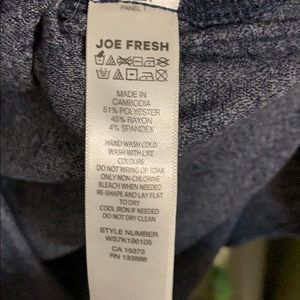 PANEL 1
JOE FRESH
MADE IN
CAMBODIA
51% POLYESTER
45% RAYON
4% SPANDEX
HAND WASH COLD
WASH WITH LIKE
COLOURS
DO NOT WRING OR SOAK
ONLY NON-CHLORINE
BLEACH WHEN NEEDED
RE-SHAPE AND LAY FLAT
TO DRY
COOL IRON IF NEEDED
DO NOT DRY CLEAN
STYLE NUMBER
WS7K196105
CA 15372
RN 133886